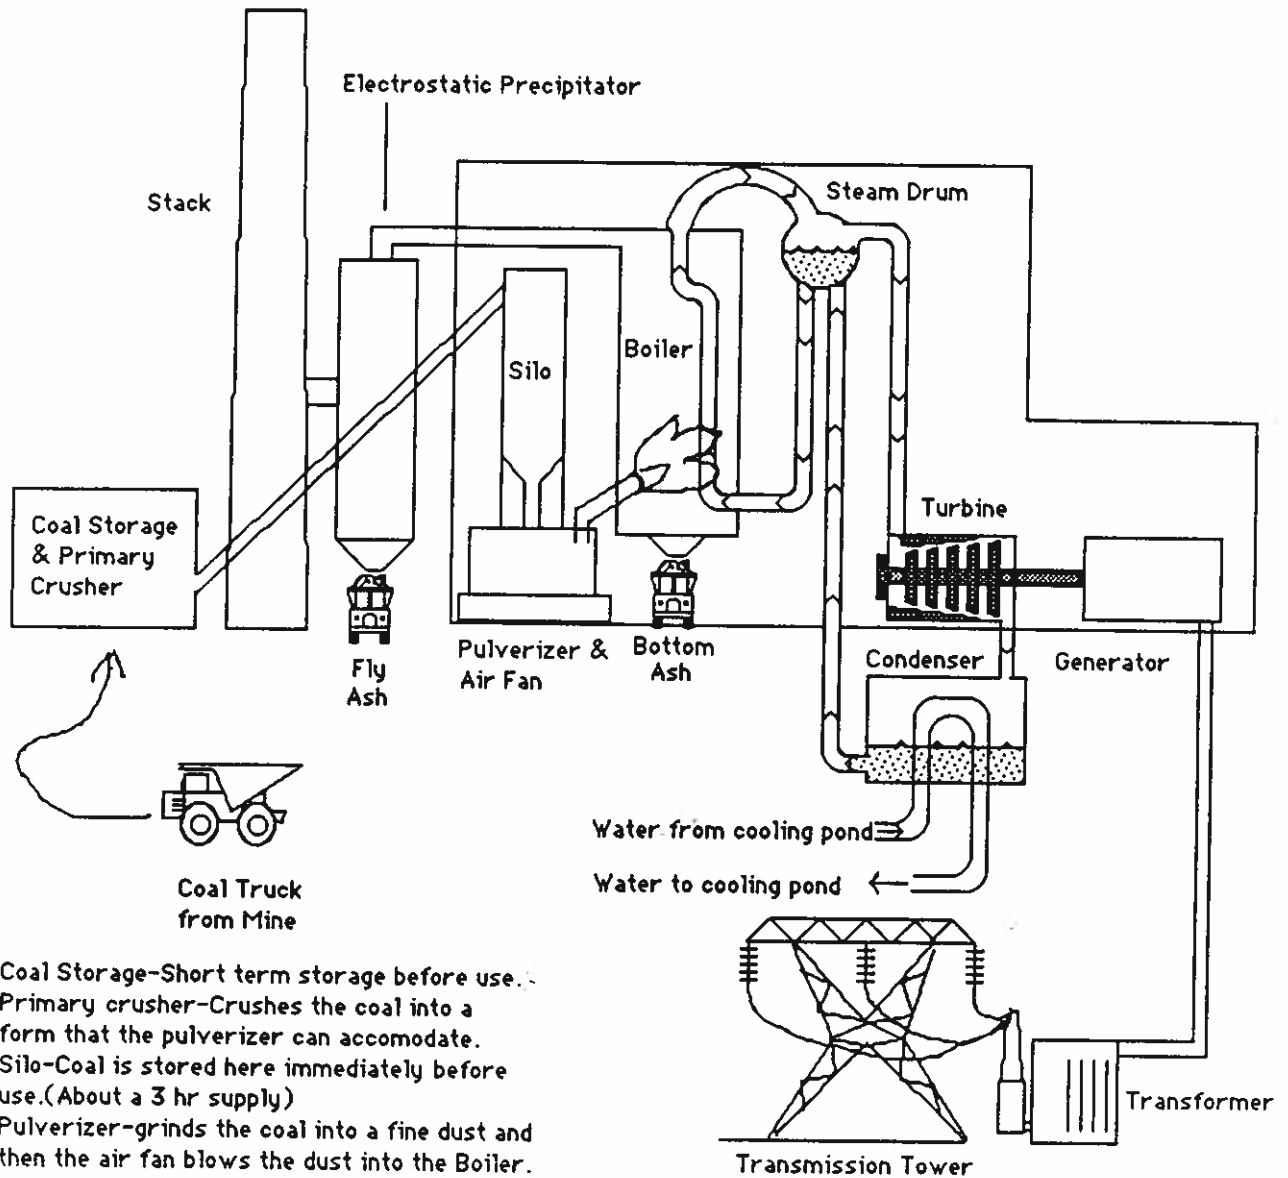 Electrostatic Precipitator
Stack
Steam Drum
Silo
Boiler
Coal Storage
& Primary
Crusher
Turbine
Fly
Ash
Pulverizer &
Air Fan
Bottom
Ash
Condenser
Generator
Water from cooling pond
Water to cooling pond
Coal Truck
from Mine
Coal Storage-Short term storage before use.
Primary crusher-Crushes the coal into a
form that the pulverizer can accomodate.
Silo-Coal is stored here immediately before
use.(About a 3 hr supply)
Pulverizer-grinds the coal into a fine dust and
then the air fan blows the dust into the Boiler.
Transformer
Transmission Tower